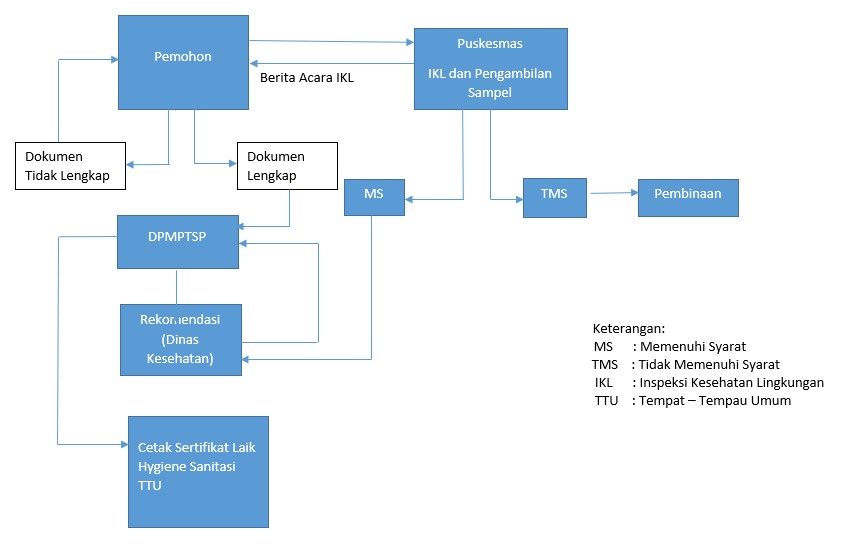 Pemohon
Puskesmas
IKL dan Pengambilan
Sampel
Berita Acara IKL
Dokumen
Tidak Lengkap
Dokumen
Lengkap
MS
TMS
Pembinaan
DPMPTSP
Rekomendasi
(Dinas
Kesehatan)
Keterangan:
MS : Memenuhi Syarat
TMS : Tidak Memenuhi Syarat
IKL : Inspeksi Kesehatan Lingkungan
TTU : Tempat – Tempau Umum
Cetak Sertifikat Laik
Hygiene Sanitasi
TTU